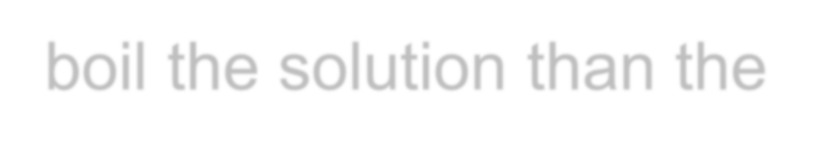 boil the solution than the